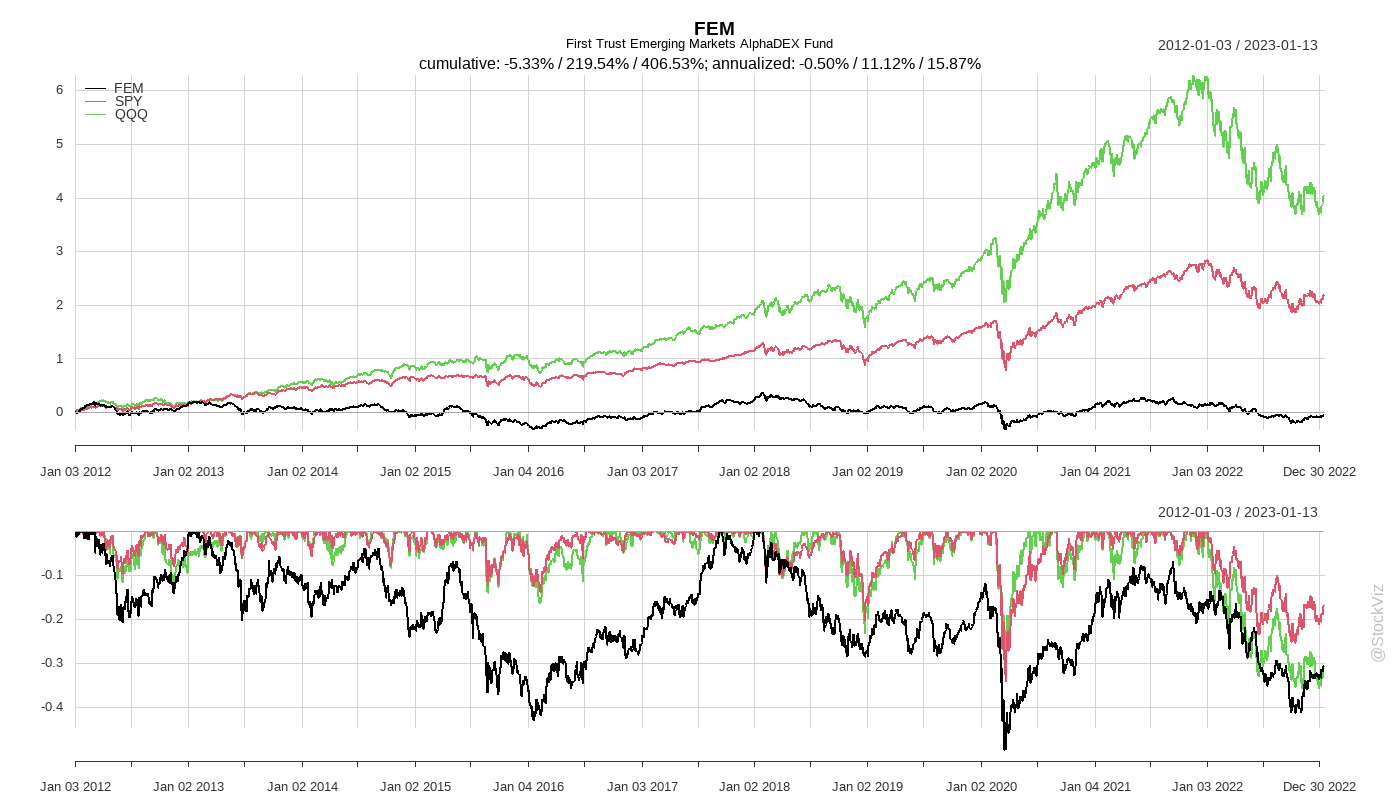 FEM
First Trust Emerging Markets AlphaDEX Fund
2012-01-03 / 2023-01-13
cumulative: -5.33% / 219.54% / 406.53%; annualized: -0.50% / 11.12% / 15.87%
FEM
SPY
QQQ
6
5
4
3
2
1
0
Jan 03 2012 Jan 02 2013 Jan 02 2014 Jan 02 2015 Jan 04 2016 Jan 03 2017 Jan 02 2018 Jan 02 2019 Jan 02 2020 Jan 04 2021 Jan 03 2022 Dec 30 2022
2012-01-03 / 2023-01-13
-0.1
-0.2
-0.3
-0.4
@StockViz
Jan 03 2012 Jan 02 2013 Jan 02 2014 Jan 02 2015 Jan 04 2016 Jan 03 2017 Jan 02 2018 Jan 02 2019 Jan 02 2020 Jan 04 2021 Jan 03 2022 Dec 30 2022